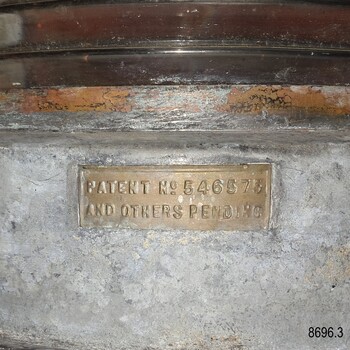 PATENT Nº 546573
AND OTHERS PENDING
8696.3